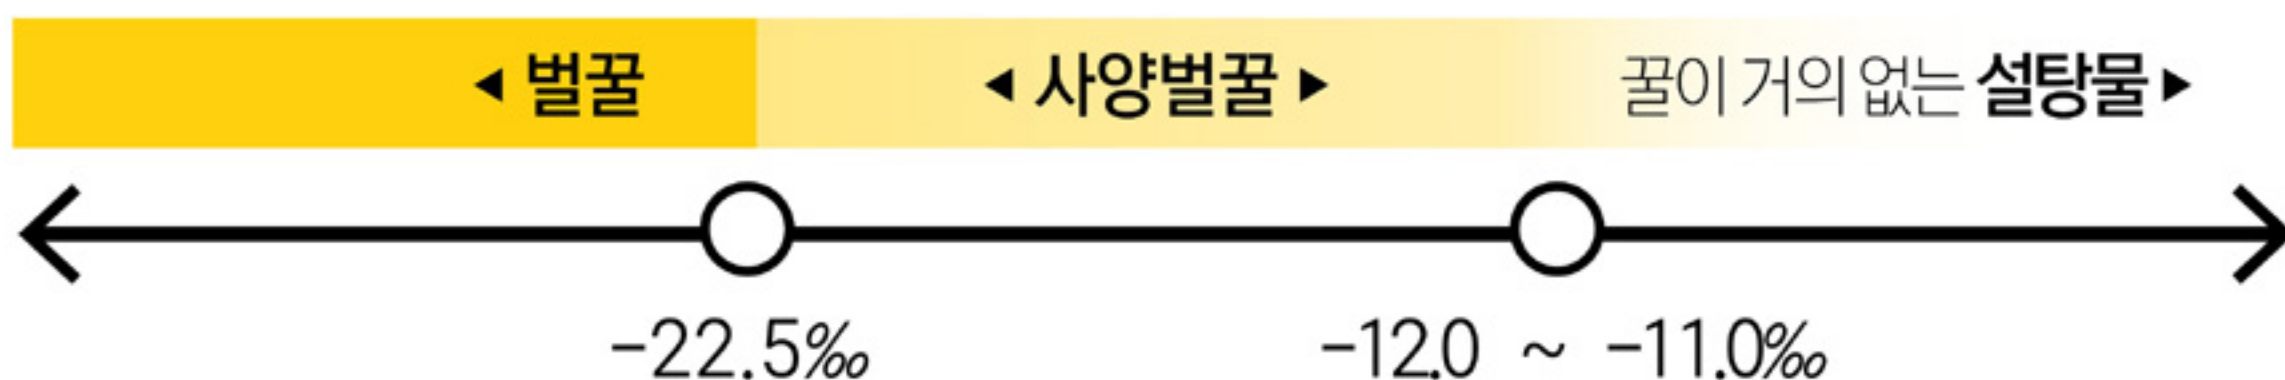 ◀ 벌꿀 ◀ 사양벌꿀 ▶ 꿀이 거의 없는 설탕물 ▶
-22.5‰ -12.0 ~ -11.0‰